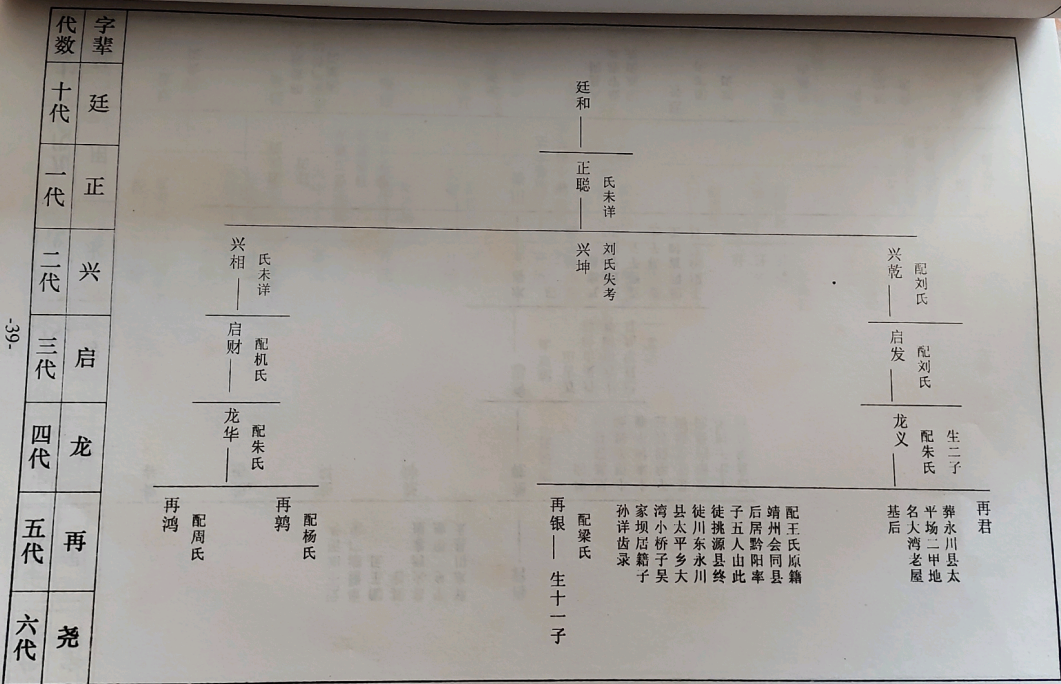 字辈
代数
廷
十代
廷和
正
一代
正聪
氏未详
兴
二代
兴乾
配刘氏
兴坤
刘氏失考
兴相
氏未详
启
三代
启发
配刘氏
启财
配机氏
龙
四代
龙义
配朱氏
生二子
龙华
配朱氏
再
五代
再君
葬永川县太
平场二甲地
名大湾老屋
基后
配王氏原籍
靖州会同县
后居黔阳率
子五人山此
徒挑源县终
徒川东永川
县太平乡大
湾小桥子吴
家坝居籍子
孙详齿录
再银
配梁氏
生十一子
再
配杨氏
再鸿
配周氏
尧
六代
-39-